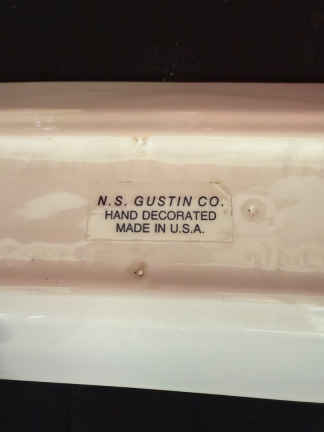 N.S. GUSTIN CO.
HAND DECORATED
MADE IN U.S.A.